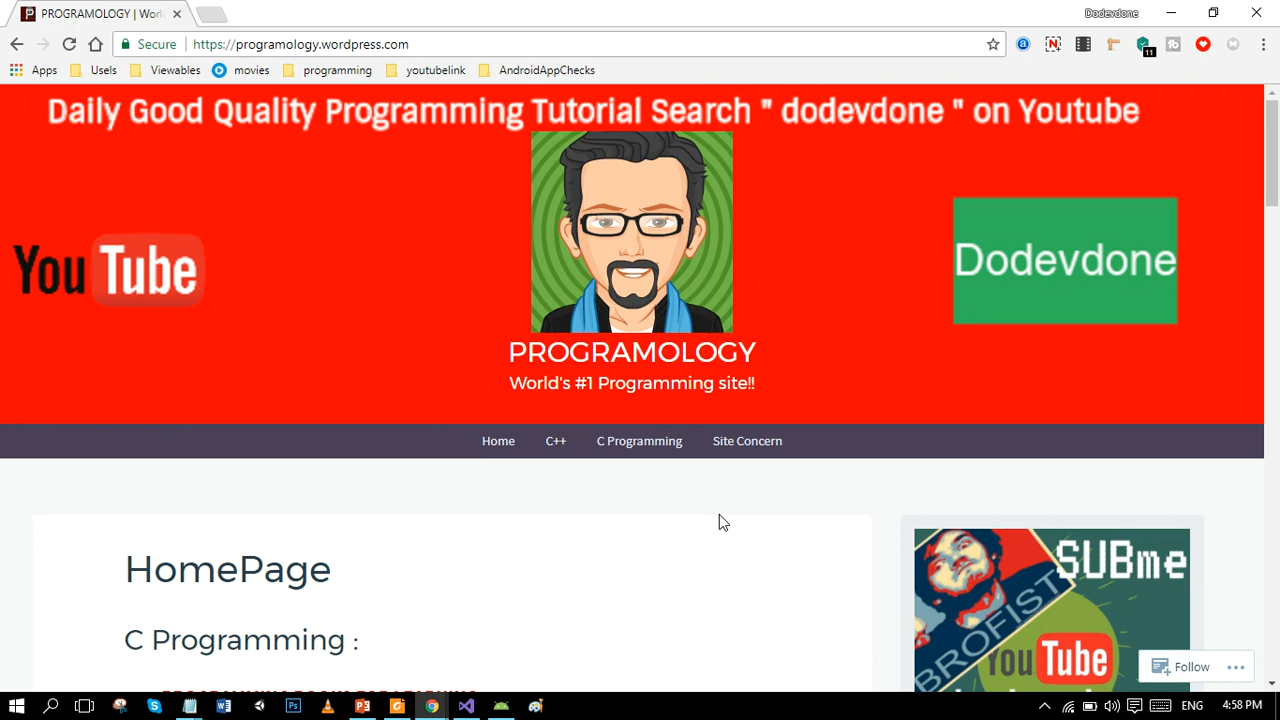 PROGRAMOLOGY | Worl
Dodevdone
Secure https://programology.wordpress.com
11
Apps Usels Viewables movies programming youtubelink AndroidAppChecks
Daily Good Quality Programming Tutorial Search " dodevdone " on Youtube
YouTube
Dodevdone
PROGRAMOLOGY
World's #1 Programming site!!
Home C++ C Programming Site Concern
HomePage
C Programming :
SUBme
BROFIST
YouTube
Follow
ENG 4:58 PM